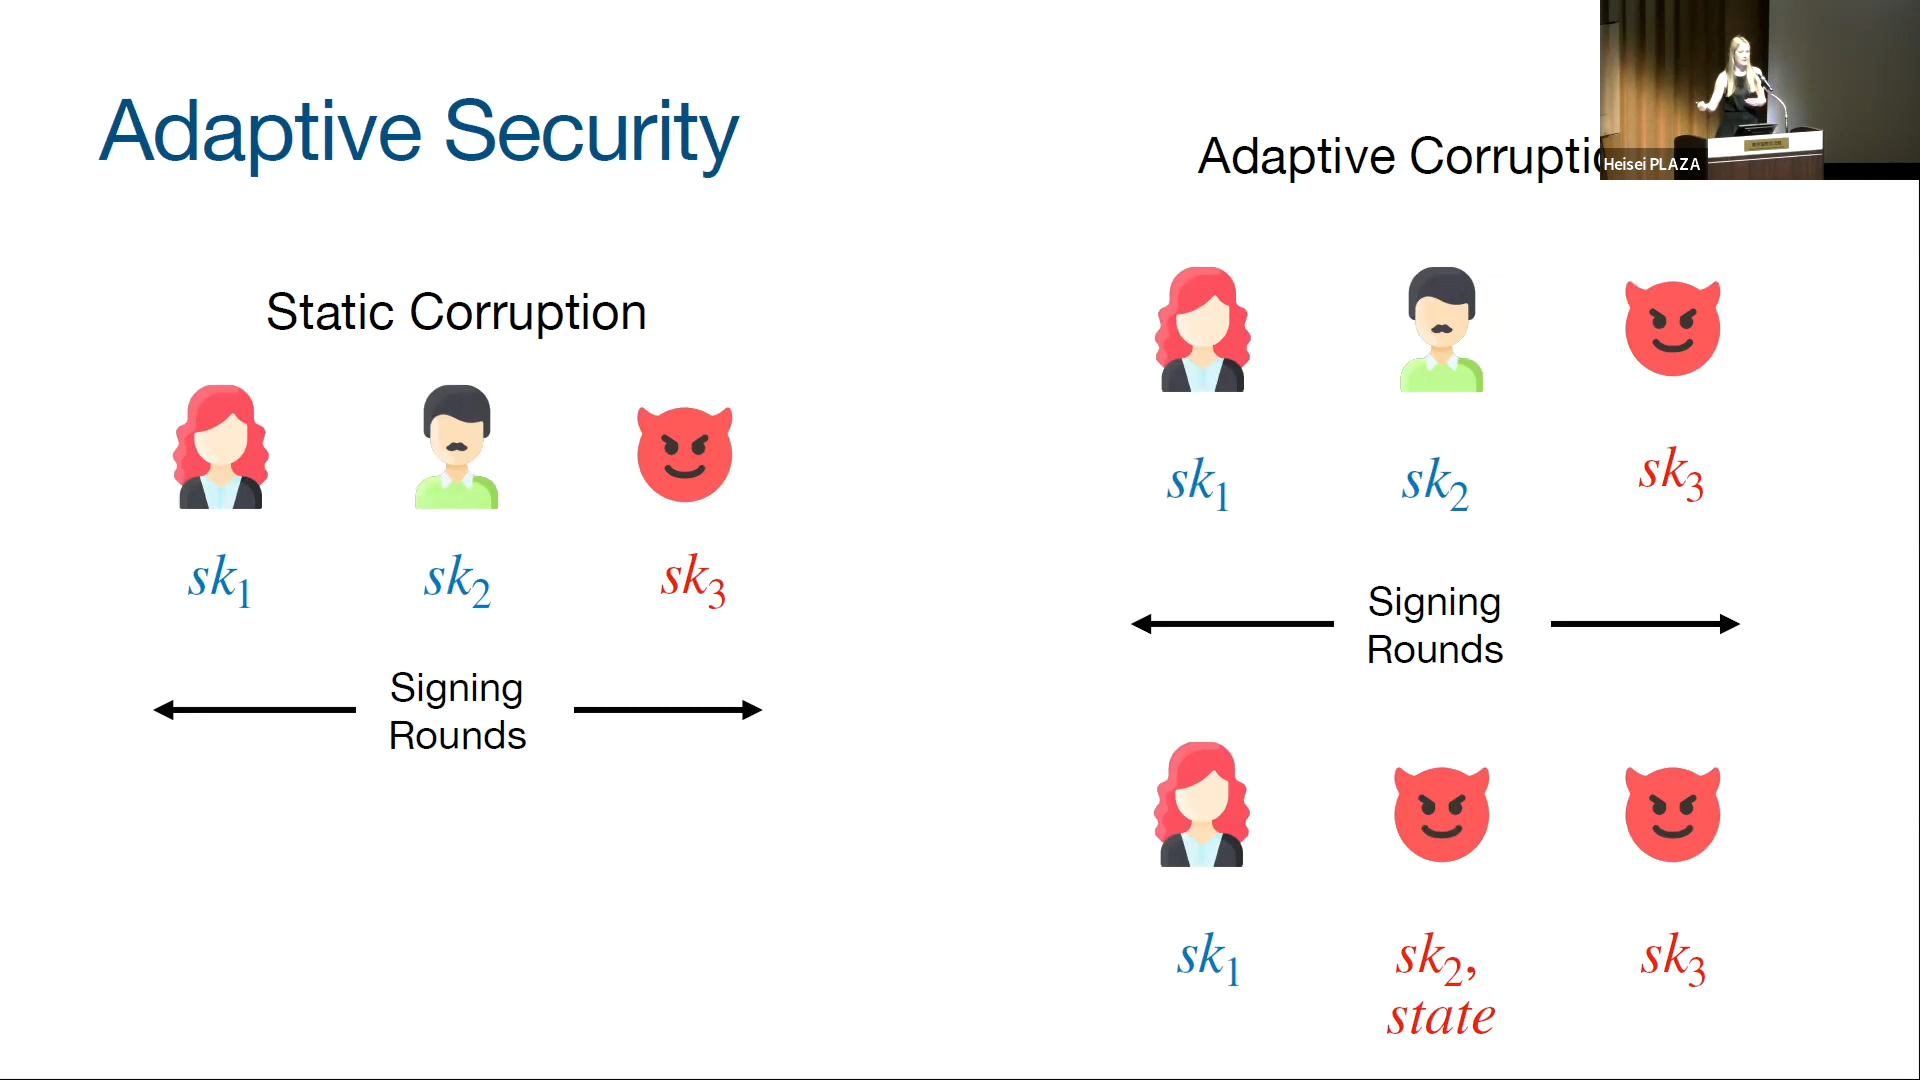 Adaptive Security
Static Corruption
sk1
sk2
sk3
Signing
Rounds
Adaptive
Heisei PLAZA
sk1
sk2
sk3
Signing
Rounds
sk1
sk2,
state
sk3